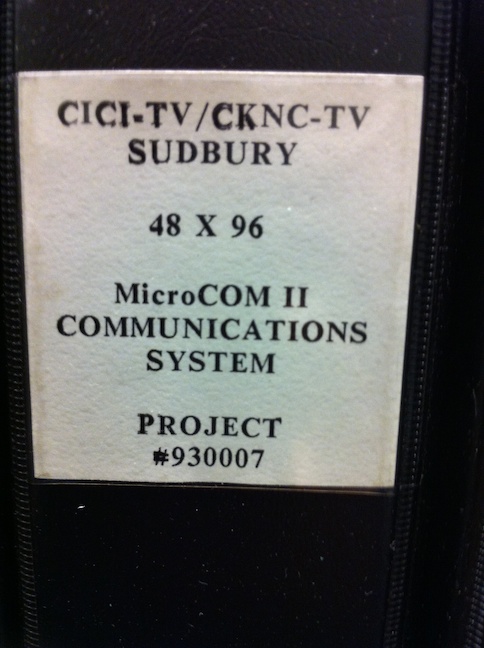 CICI-TV/CKNC-TV
SUDBURY
48 X 96
MicroCOM II
COMMUNICATIONS
SYSTEM
PROJECT
#930007